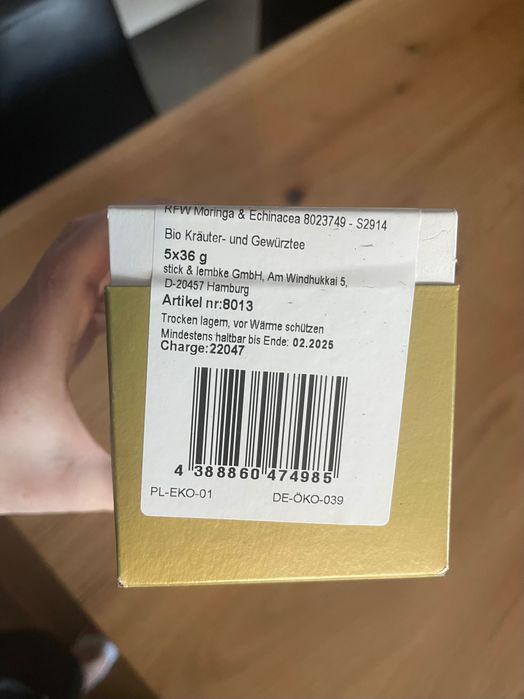 RFW Moringa & Echinacea 8023749 - S2914
Bio Kräuter- und Gewürztee
5x36 g
stick & lembke GmbH, Am Windhukkai 5,
D-20457 Hamburg
Artikel nr:8013
Trocken lagern, vor Wärme schützen
Mindestens haltbar bis Ende: 02.2025
Charge:22047
4 388860 474985
PL-EKO-01 DE-ÖKO-039